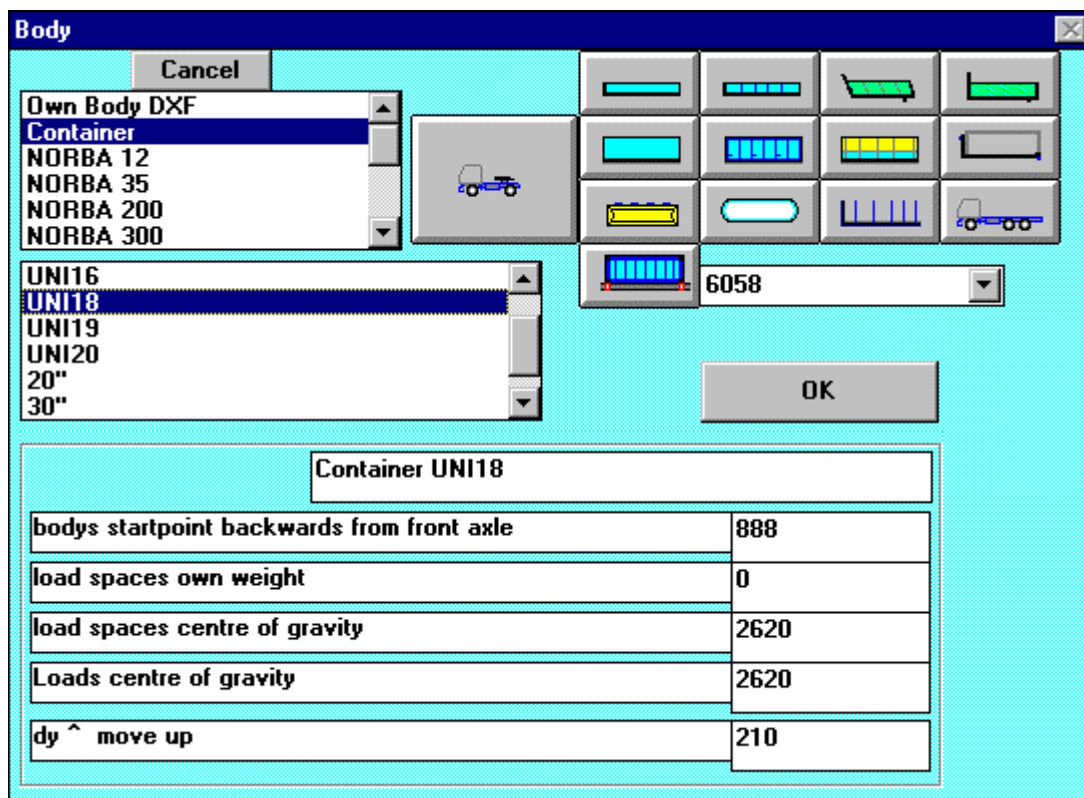 Body
Cancel
Own Body DXF
Container
NORBA 12
NORBA 35
NORBA 200
NORBA 300
UNI16
UNI18
UNI19
UNI20
20"
30"
6058
OK
Container UNI18
bodys startpoint backwards from front axle 888
load spaces own weight 0
load spaces centre of gravity 2620
Loads centre of gravity 2620
dy ^ move up 210